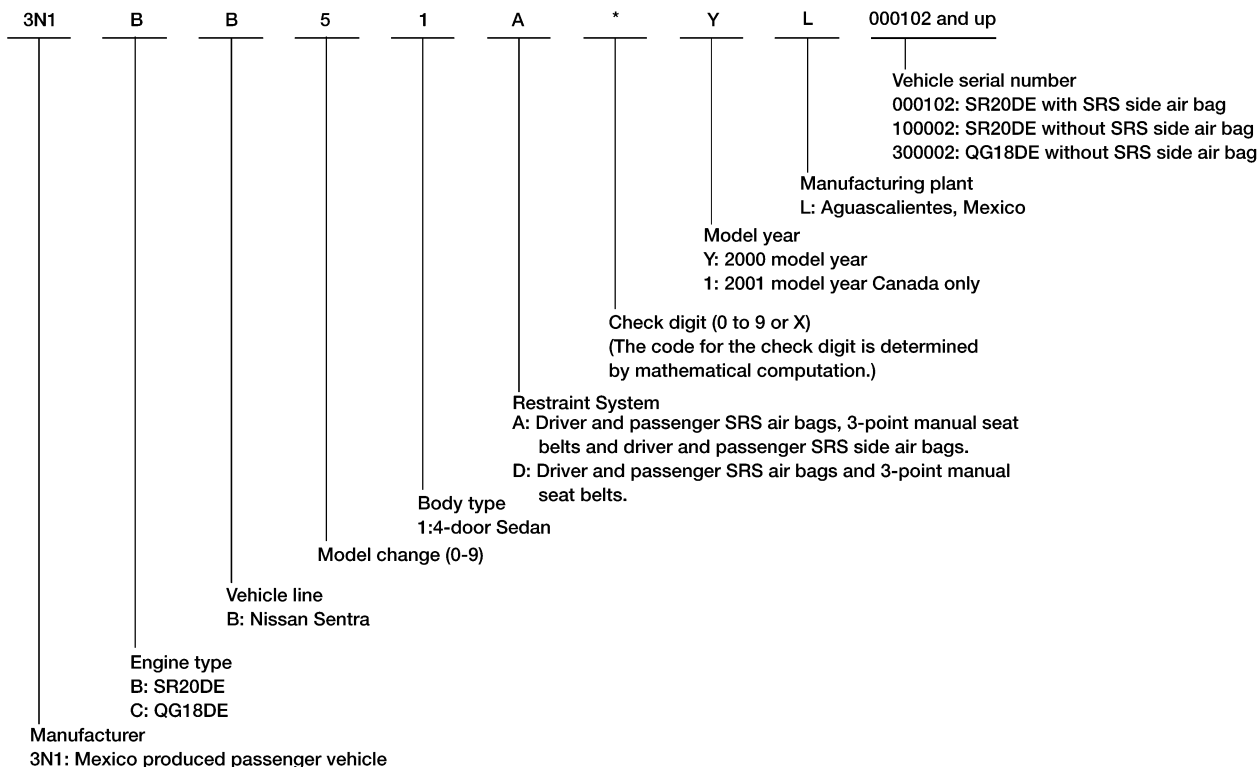 3N1 B B 5 1 A * Y L 000102 and up
Vehicle serial number
000102: SR20DE with SRS side air bag
100002: SR20DE without SRS side air bag
300002: QG18DE without SRS side air bag
Manufacturing plant
L: Aguascalientes, Mexico
Model year
Y: 2000 model year
1: 2001 model year Canada only
Check digit (0 to 9 or X)
(The code for the check digit is determined
by mathematical computation.)
Restraint System
A: Driver and passenger SRS air bags, 3-point manual seat
belts and driver and passenger SRS side air bags.
D: Driver and passenger SRS air bags and 3-point manual
seat belts.
Body type
1:4-door Sedan
Model change (0-9)
Vehicle line
B: Nissan Sentra
Engine type
B: SR20DE
C: QG18DE
Manufacturer
3N1: Mexico produced passenger vehicle